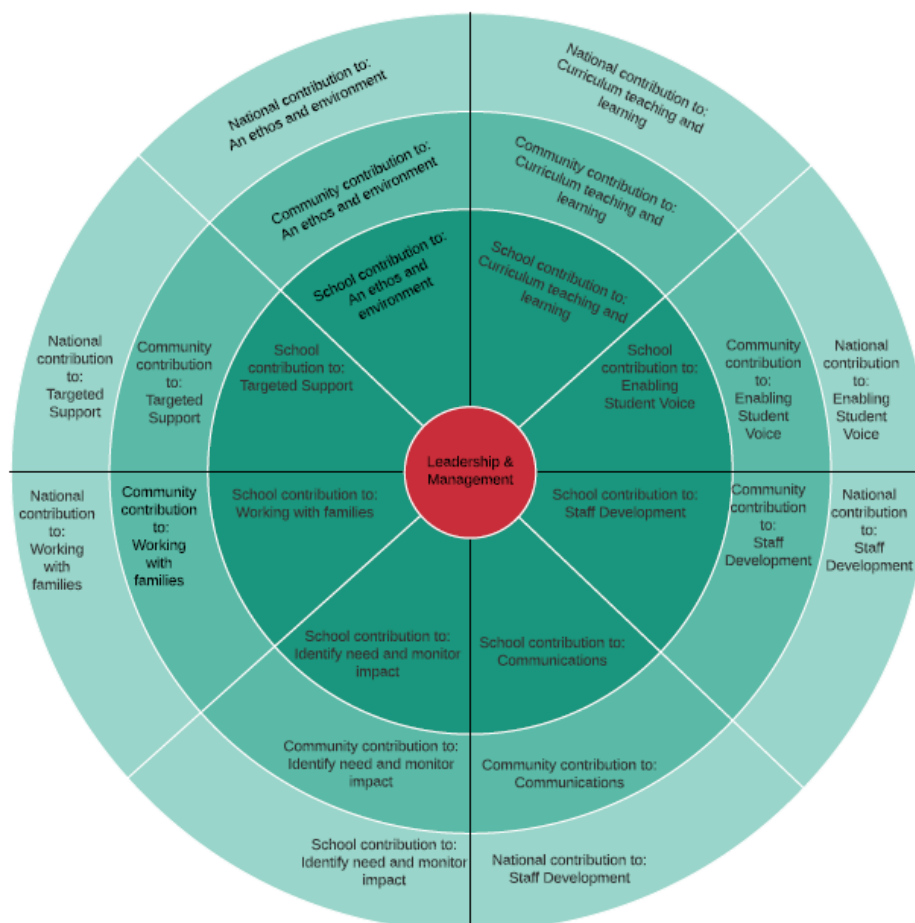 National contribution to:
An ethos and environment
National contribution to:
Curriculum teaching and
learning
Community contribution to:
An ethos and environment
Community contribution to:
Curriculum teaching and
learning
School contribution to:
An ethos and
environment
School contribution to:
Curriculum teaching and
learning
National
contribution
to:
Targeted
Support
Community
contribution
to:
Targeted
Support
School
contribution to:
Targeted Support
School
contribution to:
Enabling
Student Voice
Community
contribution
to:
Enabling
Student
Voice
National
contribution
to:
Enabling
Student
Voice
Leadership &
Management
National
contribution
to:
Working
with
families
Community
contribution
to:
Working
with
families
School contribution to:
Working with families
School contribution to:
Staff Development
Community
contribution
to:
Staff
Development
National
contribution
to:
Staff
Development
School contribution to:
Identify need and monitor
impact
School contribution to:
Communications
Community contribution to:
Identify need and monitor
impact
Community contribution to:
Communications
School contribution to:
Identify need and monitor
impact
National contribution to:
Staff Development